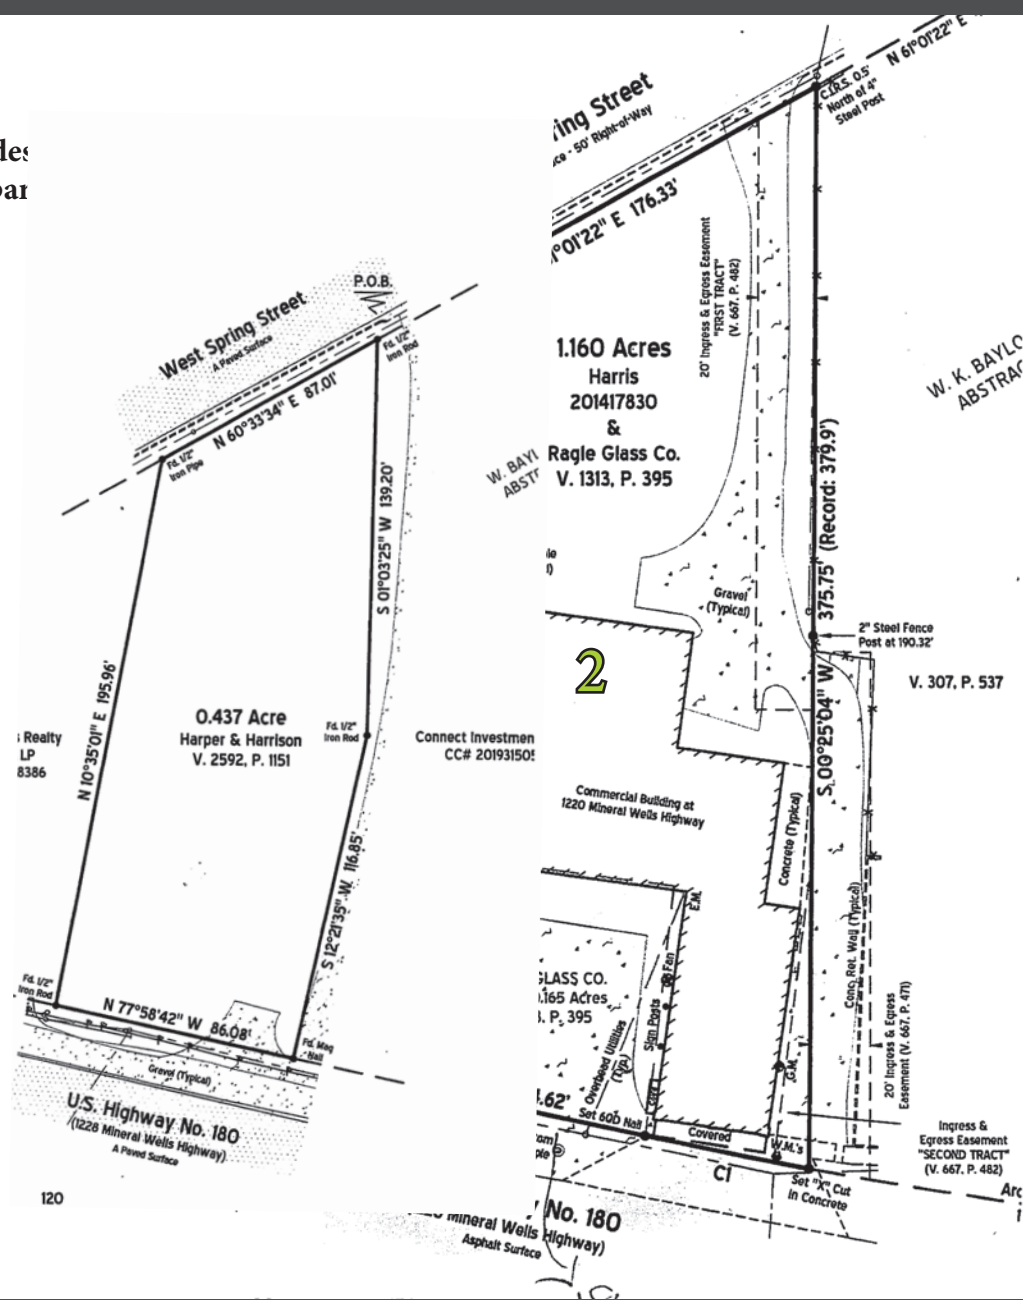 des
par
West Spring Street
A Paved Surface
P.O.B.
N 60°33'34" E 87.01'
Fd. 1/2"
Iron Rod
Fd. 1/2"
Iron Pipe
S 01°03'25" W 139.20'
N 10°35'01" E 195.96'
0.437 Acre
Harper & Harrison
V. 2592, P. 1151
Fd. 1/2"
Iron Rod
Realty
LP
8386
Connect Investmen
CC# 20193150
S 12°21'35" W 116.85'
Fd. 1/2"
Iron Rod
N 77°58'42" W 86.08'
Fd. Mag
Nail
Gravel (Typical)
U.S. Highway No. 180
(1228 Mineral Wells Highway)
A Paved Surface
120
W. BAYL
ABST
ring Street
ce - 50' Right-of-Way
°01'22" E 176.33'
N 61°01'22" E
C.I.R.S. 0.5'
North of 4"
Steel Post
20' Ingress & Egress Easement
"FIRST TRACT"
(V. 667, P. 482)
1.160 Acres
Harris
201417830
&
Ragle Glass Co.
V. 1313, P. 395
W. K. BAYLO
ABSTRAC
S 00°25'04" W 375.75' (Record: 379.9')
Gravel
(Typical)
2" Steel Fence
Post at 190.32'
V. 307, P. 537
2
Commercial Building at
1220 Mineral Wells Highway
Concrete (Typical)
E.M.
Conc. Ret. Wall (Typical)
GLASS CO.
.165 Acres
P. 395
Fan
Sign Posts
Overhead Utilities
(Typ.)
G.M.
20' Ingress & Egress
Easement (V. 667, P. 471)
.62'
Set 60D Nail
Covered
W.M.'s
C1
Set "X" Cut
in Concrete
Ingress &
Egress Easement
"SECOND TRACT"
(V. 667, P. 482)
Arc
No. 180
Mineral Wells Highway)
Asphalt Surface